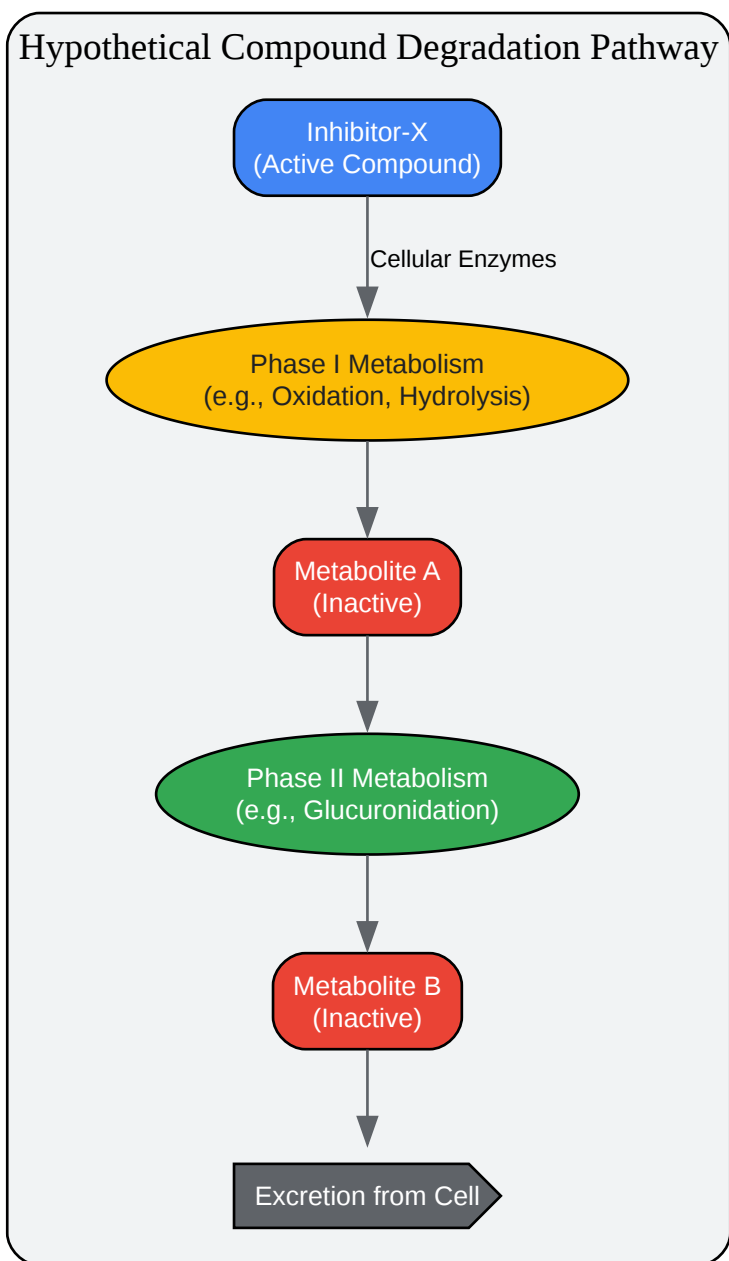 Hypothetical Compound Degradation Pathway
Inhibitor-X
(Active Compound)
Cellular Enzymes
Phase I Metabolism
(e.g., Oxidation, Hydrolysis)
Metabolite A
(Inactive)
Phase II Metabolism
(e.g., Glucuronidation)
Metabolite B
(Inactive)
Excretion from Cell